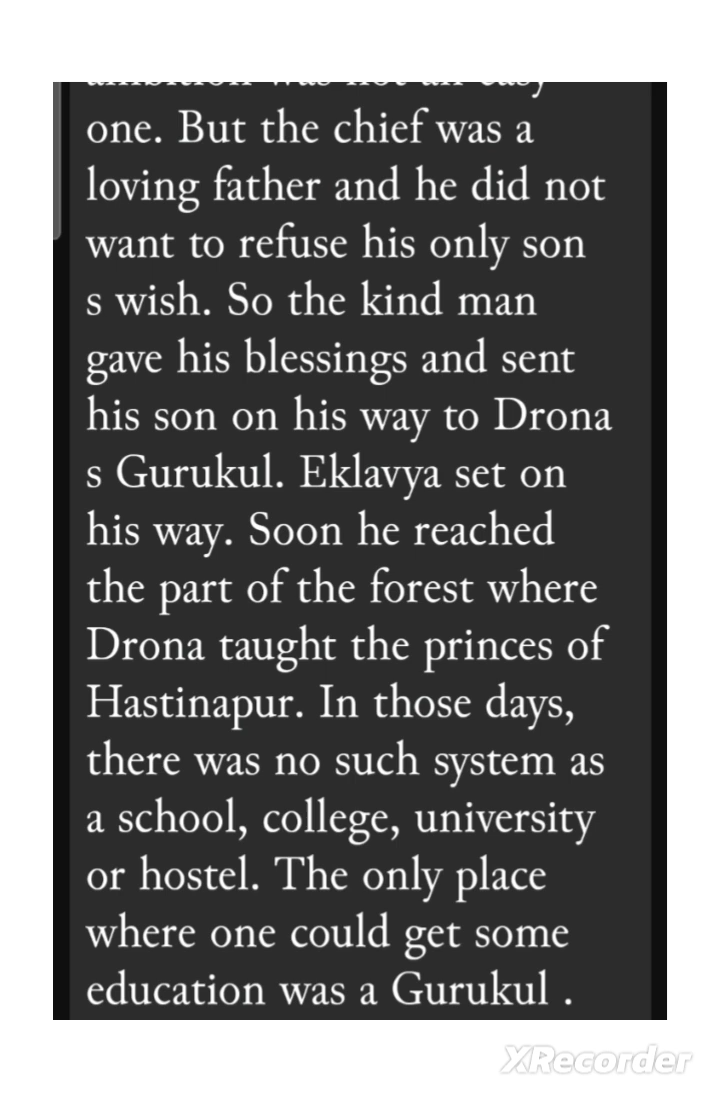 one. But the chief was a
loving father and he did not
want to refuse his only son
s wish. So the kind man
gave his blessings and sent
his son on his way to Drona
s Gurukul. Eklavya set on
his way. Soon he reached
the part of the forest where
Drona taught the princes of
Hastinapur. In those days,
there was no such system as
a school, college, university
or hostel. The only place
where one could get some
education was a Gurukul .
XRecorder